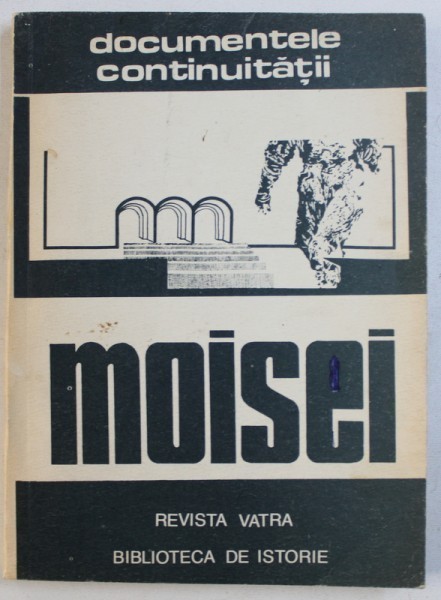 documentele
continuității
moisei
REVISTA VATRA
BIBLIOTECA DE ISTORIE